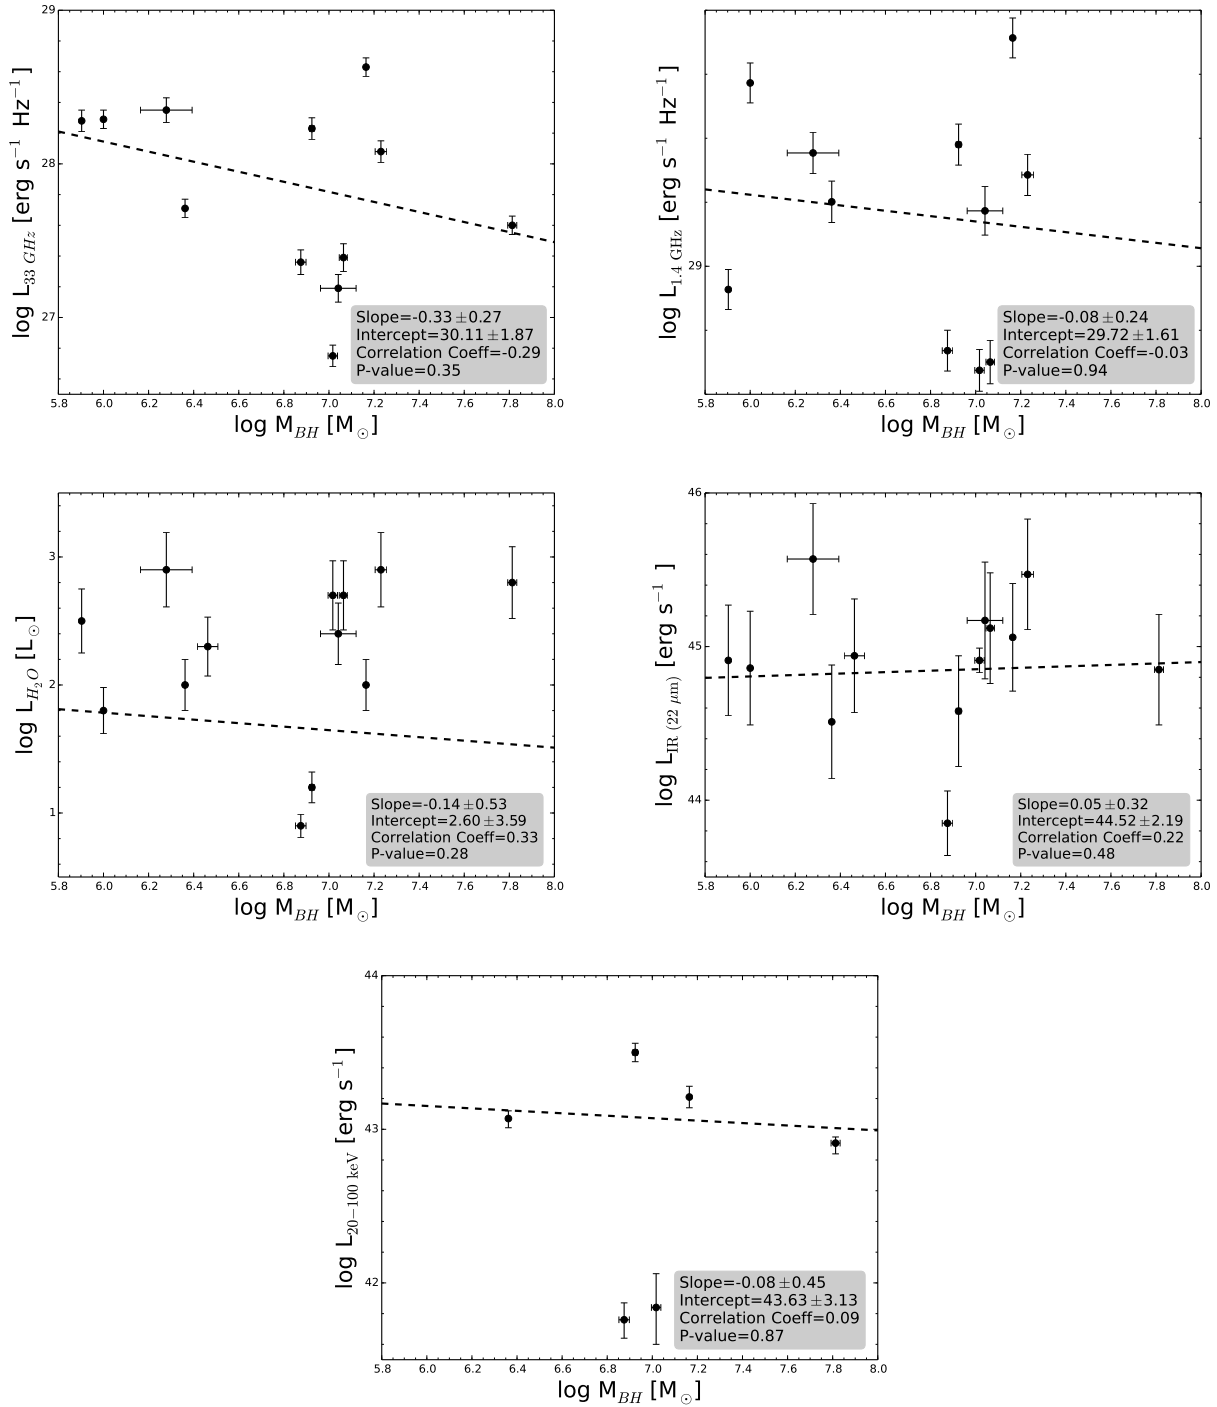 29
28
27
log L33 GHz [erg s−1 Hz−1]
Slope=-0.33±0.27
Intercept=30.11±1.87
Correlation Coeff=-0.29
P-value=0.35
5.8 6.0 6.2 6.4 6.6 6.8 7.0 7.2 7.4 7.6 7.8 8.0
log MBH [M⊙]
29
log L1.4 GHz [erg s−1 Hz−1]
Slope=-0.08±0.24
Intercept=29.72±1.61
Correlation Coeff=-0.03
P-value=0.94
5.8 6.0 6.2 6.4 6.6 6.8 7.0 7.2 7.4 7.6 7.8 8.0
log MBH [M⊙]
3
2
1
log LH2O [L⊙]
Slope=-0.14±0.53
Intercept=2.60±3.59
Correlation Coeff=0.33
P-value=0.28
5.8 6.0 6.2 6.4 6.6 6.8 7.0 7.2 7.4 7.6 7.8 8.0
log MBH [M⊙]
46
45
44
log LIR (22 μm) [erg s−1 ]
Slope=0.05±0.32
Intercept=44.52±2.19
Correlation Coeff=0.22
P-value=0.48
5.8 6.0 6.2 6.4 6.6 6.8 7.0 7.2 7.4 7.6 7.8 8.0
log MBH [M⊙]
44
43
42
log L20−100 keV [erg s−1 ]
Slope=-0.08±0.45
Intercept=43.63±3.13
Correlation Coeff=0.09
P-value=0.87
5.8 6.0 6.2 6.4 6.6 6.8 7.0 7.2 7.4 7.6 7.8 8.0
log MBH [M⊙]